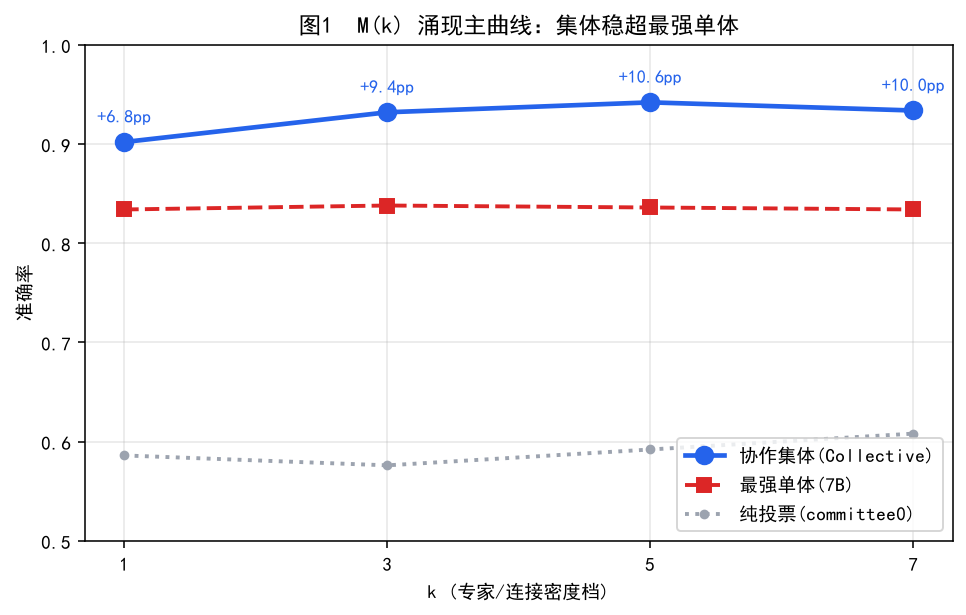 图1  M(k) 涌现主曲线：集体稳超最强单体
1.0
0.9
0.8
0.7
0.6
0.5
准确率
+6.8pp
+9.4pp
+10.6pp
+10.0pp
协作集体(Collective)
最强单体(7B)
纯投票(committee0)
1
3
5
7
k (专家/连接密度档)